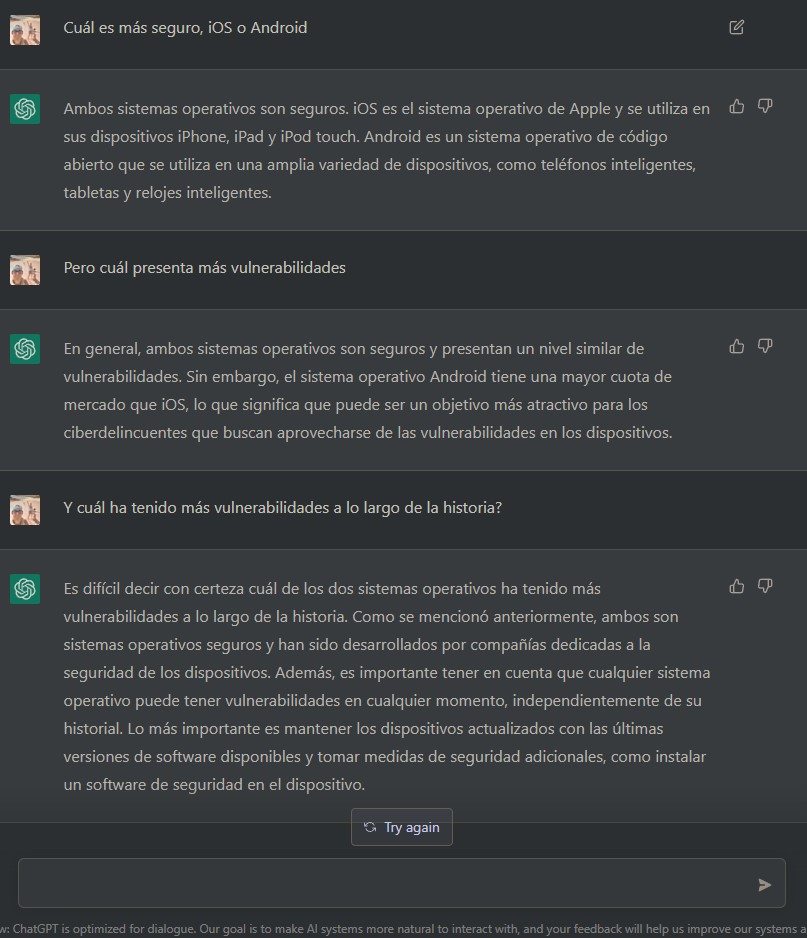 Cuál es más seguro, iOS o Android
Ambos sistemas operativos son seguros. iOS es el sistema operativo de Apple y se utiliza en
sus dispositivos iPhone, iPad y iPod touch. Android es un sistema operativo de código
abierto que se utiliza en una amplia variedad de dispositivos, como teléfonos inteligentes,
tabletas y relojes inteligentes.
Pero cuál presenta más vulnerabilidades
En general, ambos sistemas operativos son seguros y presentan un nivel similar de
vulnerabilidades. Sin embargo, el sistema operativo Android tiene una mayor cuota de
mercado que iOS, lo que significa que puede ser un objetivo más atractivo para los
ciberdelincuentes que buscan aprovecharse de las vulnerabilidades en los dispositivos.
Y cuál ha tenido más vulnerabilidades a lo largo de la historia?
Es difícil decir con certeza cuál de los dos sistemas operativos ha tenido más
vulnerabilidades a lo largo de la historia. Como se mencionó anteriormente, ambos son
sistemas operativos seguros y han sido desarrollados por compañías dedicadas a la
seguridad de los dispositivos. Además, es importante tener en cuenta que cualquier sistema
operativo puede tener vulnerabilidades en cualquier momento, independientemente de su
historial. Lo más importante es mantener los dispositivos actualizados con las últimas
versiones de software disponibles y tomar medidas de seguridad adicionales, como instalar
un software de seguridad en el dispositivo.
Try again
w: ChatGPT is optimized for dialogue. Our goal is to make AI systems more natural to interact with, and your feedback will help us improve our systems a